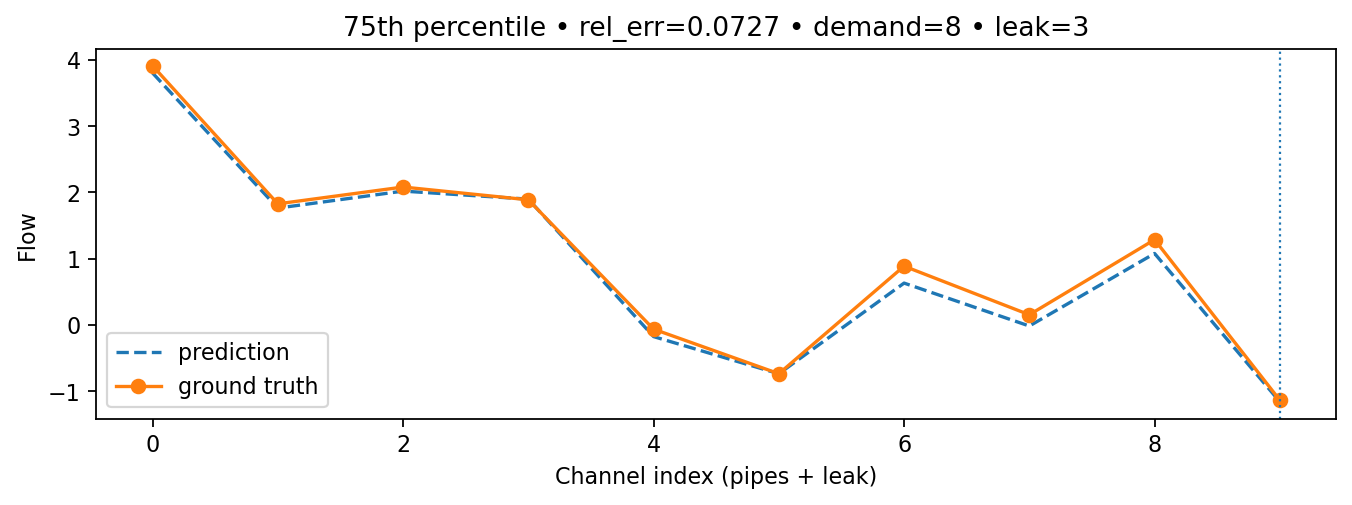 75th percentile • rel_err=0.0727 • demand=8 • leak=3
4
3
2
1
0
−1
Flow
prediction
ground truth
0 2 4 6 8
Channel index (pipes + leak)